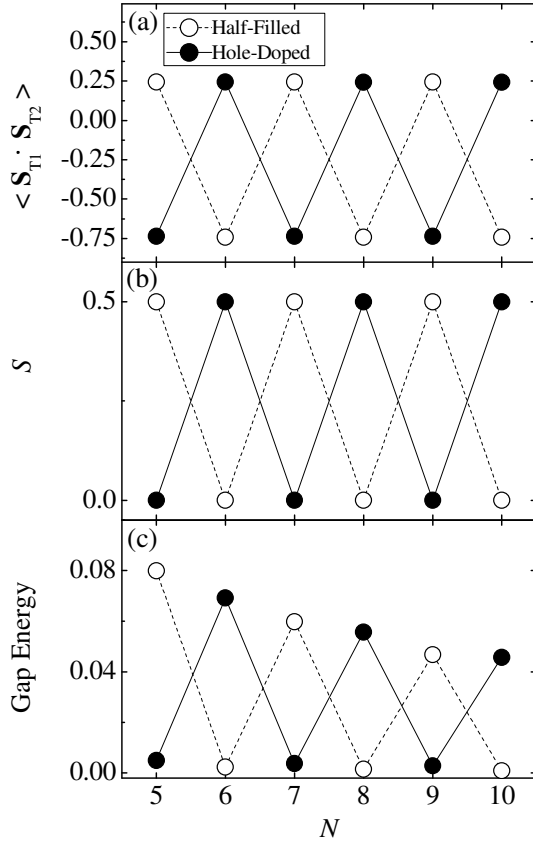 (a)
Half-Filled
Hole-Doped
0.50
0.25
0.00
-0.25
-0.50
-0.75
< S_T1 · S_T2 >
(b)
0.5
0.0
S
(c)
0.08
0.04
0.00
Gap Energy
5 6 7 8 9 10
N